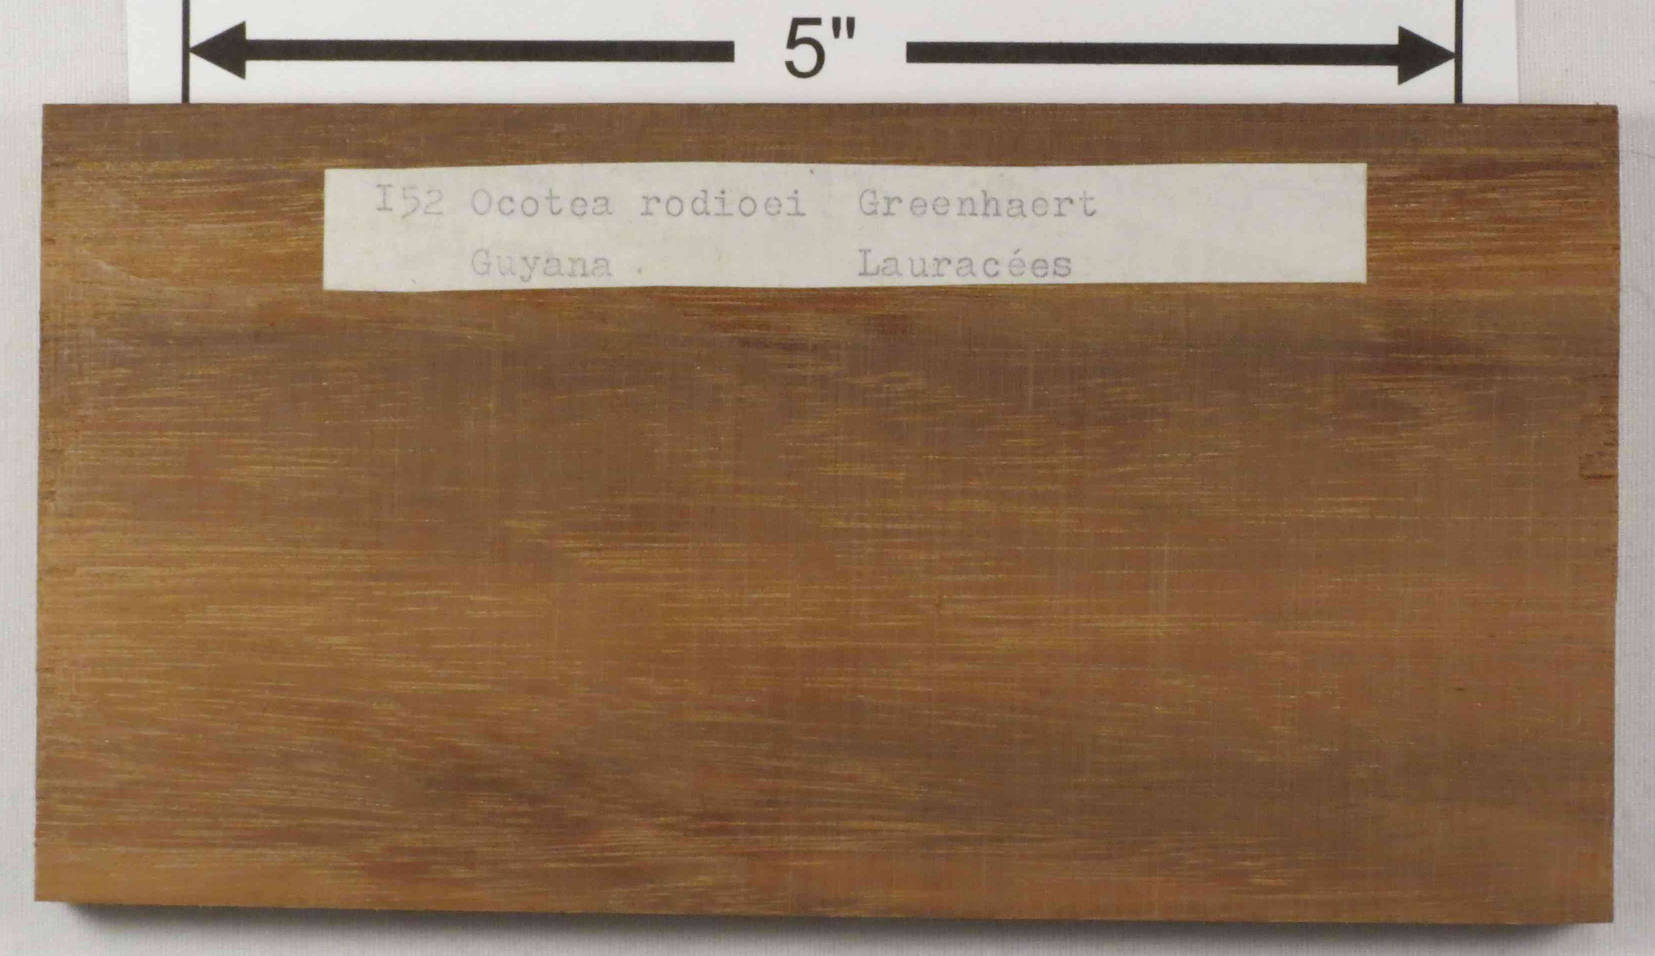 5"
I52 Ocotea rodioei Greenhaert
Guyana Lauracées